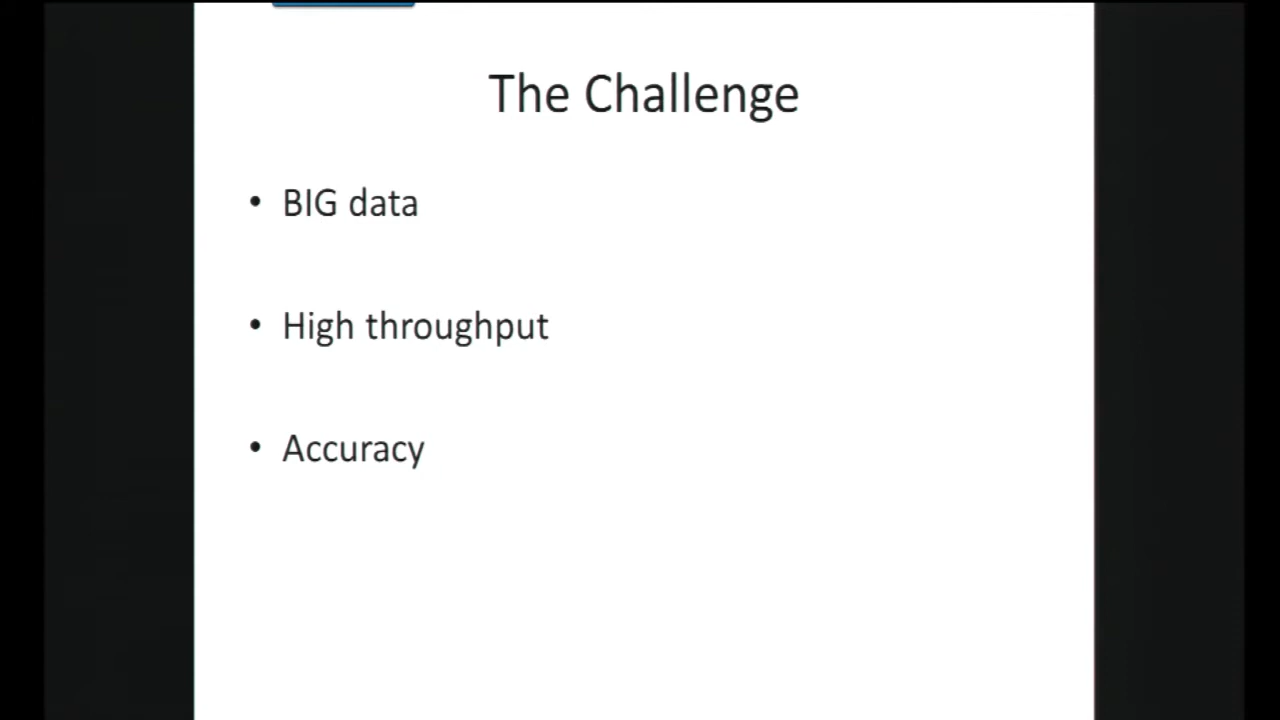 The Challenge
• BIG data
• High throughput
• Accuracy